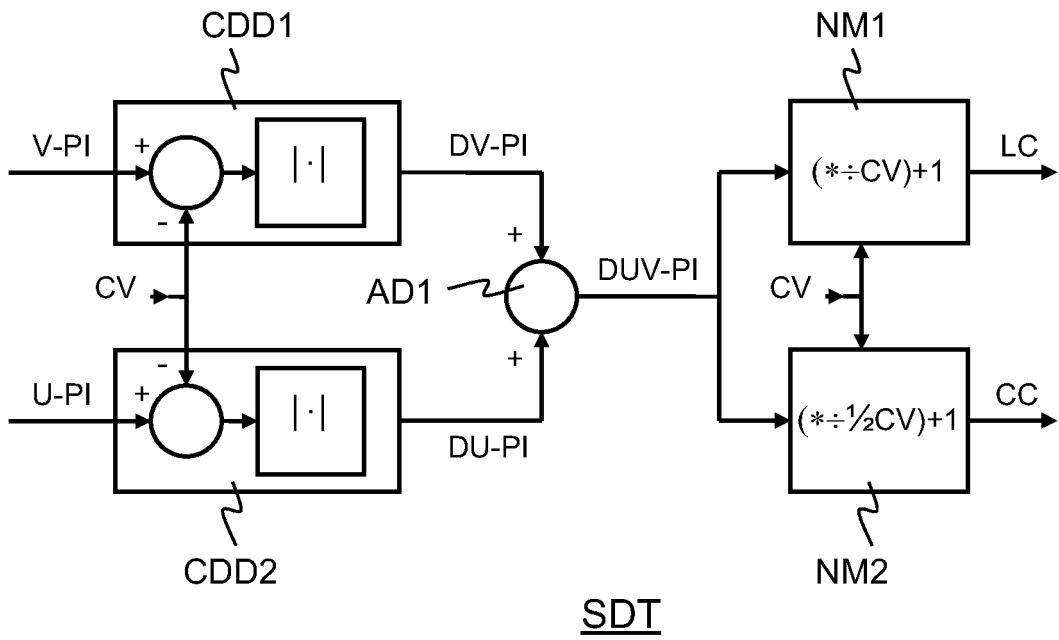 CDD1
NM1
V-PI
+
-
|·|
DV-PI
+
(*÷CV)+1
LC
CV
AD1
DUV-PI
CV
U-PI
+
-
|·|
DU-PI
+
(*÷½CV)+1
CC
CDD2
NM2
SDT